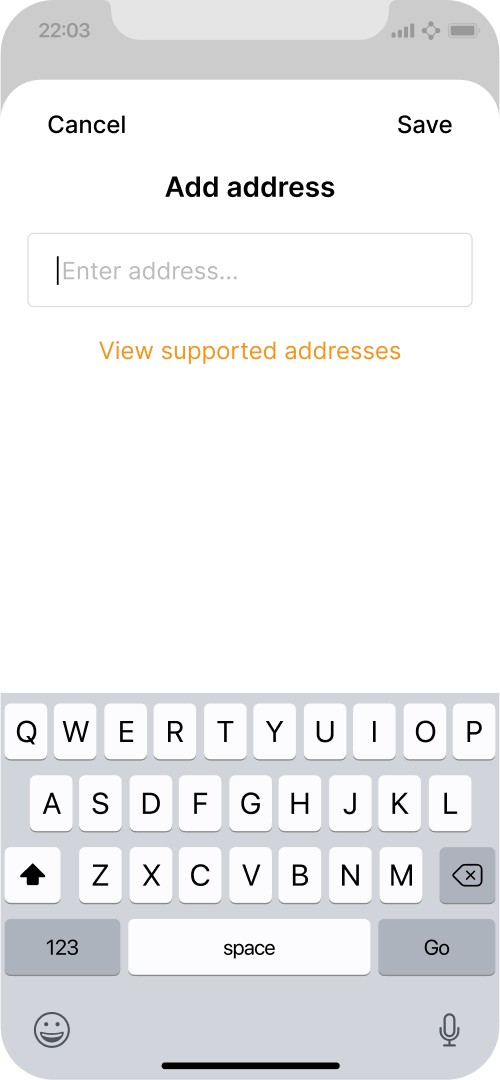 22:03
Cancel Save
Add address
Enter address...
View supported addresses
Q W E R T Y U I O P
A S D F G H J K L
Z X C V B N M
123 space Go